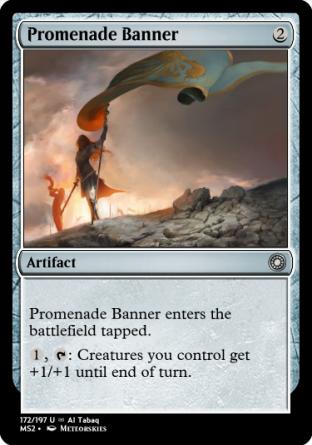 Promenade Banner 2
Artifact
Promenade Banner enters the
battlefield tapped.
1, : Creatures you control get
+1/+1 until end of turn.
172/197 U ∞ Al Tabaq
MS2 • METEORSKIES